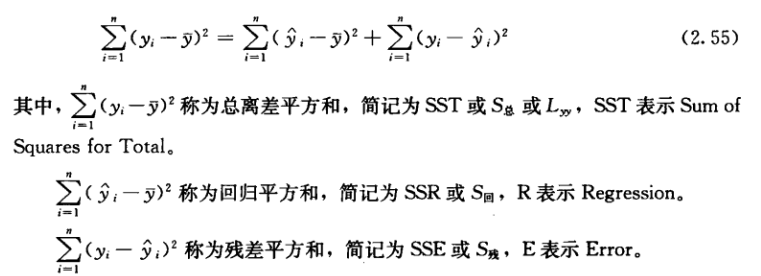 $$\sum_{i=1}^{n}(y_i-\bar{y})^2=\sum_{i=1}^{n}(\hat{y}_i-\bar{y})^2+\sum_{i=1}^{n}(y_i-\hat{y}_i)^2 \quad (2.55)$$
其中，$\sum_{i=1}^{n}(y_i-\bar{y})^2$ 称为总离差平方和，简记为 SST 或 $S_{总}$ 或 $L_{yy}$，SST 表示 Sum of
Squares for Total。
$\sum_{i=1}^{n}(\hat{y}_i-\bar{y})^2$ 称为回归平方和，简记为 SSR 或 $S_{回}$，R 表示 Regression。
$\sum_{i=1}^{n}(y_i-\hat{y}_i)^2$ 称为残差平方和，简记为 SSE 或 $S_{残}$，E 表示 Error。